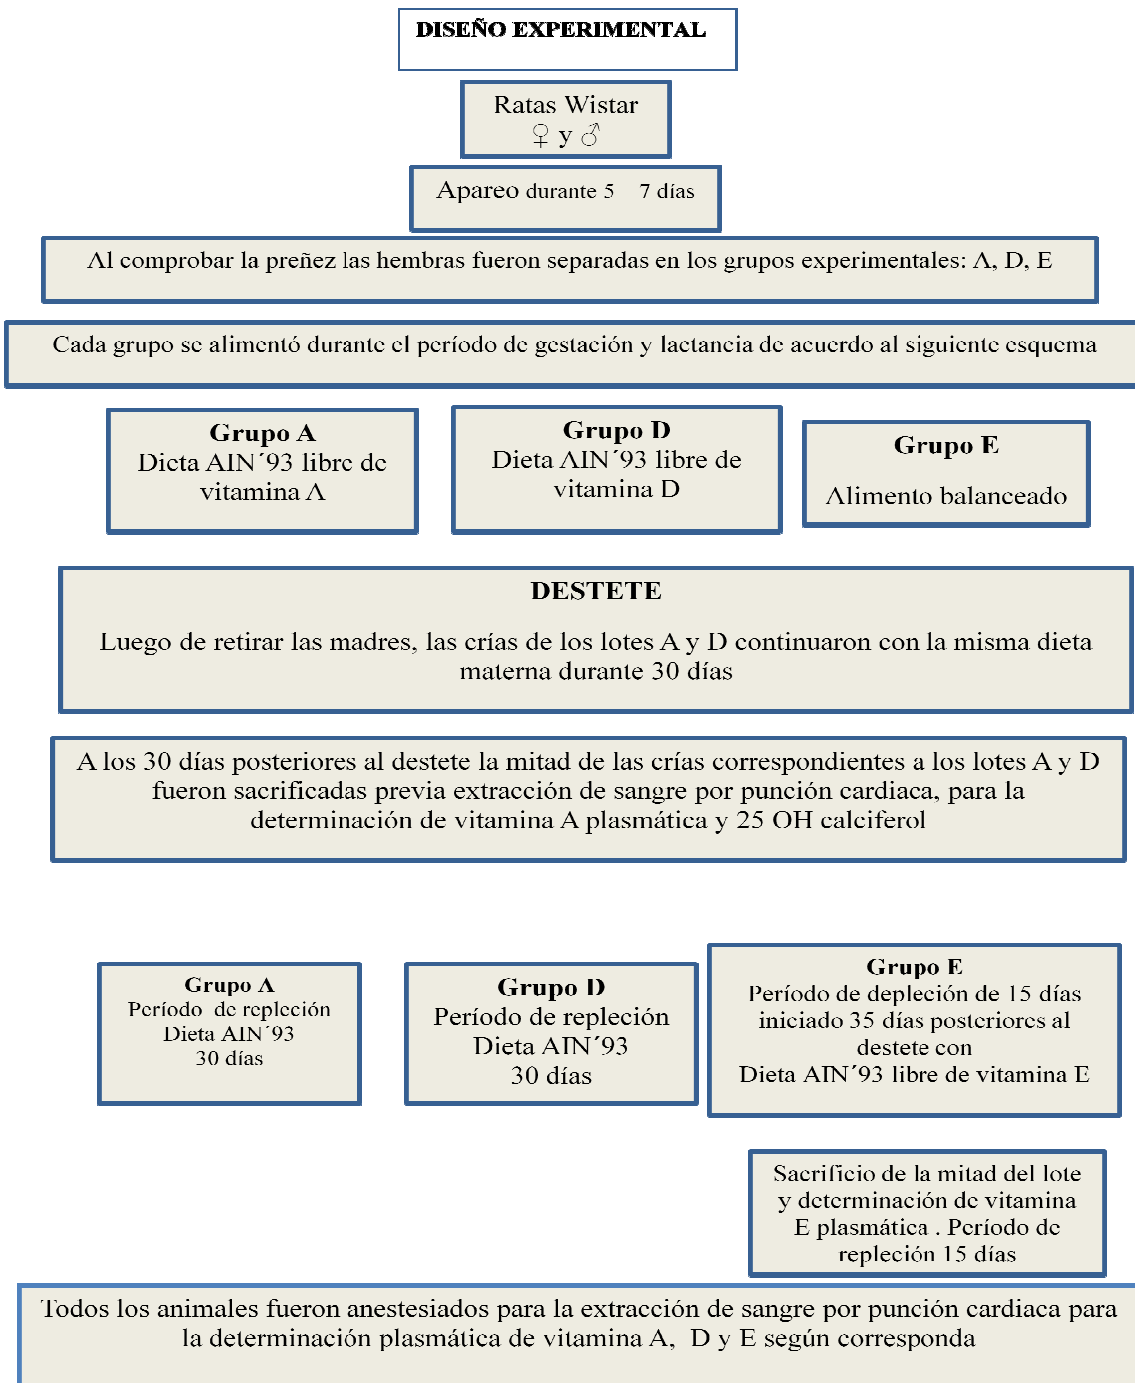 DISEÑO EXPERIMENTAL
Ratas Wistar
♀ y ♂
Apareo durante 5   7 días
Al comprobar la preñez las hembras fueron separadas en los grupos experimentales: A, D, E
Cada grupo se alimentó durante el período de gestación y lactancia de acuerdo al siguiente esquema
Grupo A
Dieta AIN´93 libre de
vitamina A
Grupo D
Dieta AIN´93 libre de
vitamina D
Grupo E
Alimento balanceado
DESTETE
Luego de retirar las madres, las crías de los lotes A y D continuaron con la misma dieta
materna durante 30 días
A los 30 días posteriores al destete la mitad de las crías correspondientes a los lotes A y D
fueron sacrificadas previa extracción de sangre por punción cardiaca, para la
determinación de vitamina A plasmática y 25 OH calciferol
Grupo A
Período de repleción
Dieta AIN´93
30 días
Grupo D
Período de repleción
Dieta AIN´93
30 días
Grupo E
Período de depleción de 15 días
iniciado 35 días posteriores al
destete con
Dieta AIN´93 libre de vitamina E
Sacrificio de la mitad del lote
y determinación de vitamina
E plasmática . Período de
repleción 15 días
Todos los animales fueron anestesiados para la extracción de sangre por punción cardiaca para
la determinación plasmática de vitamina A, D y E según corresponda